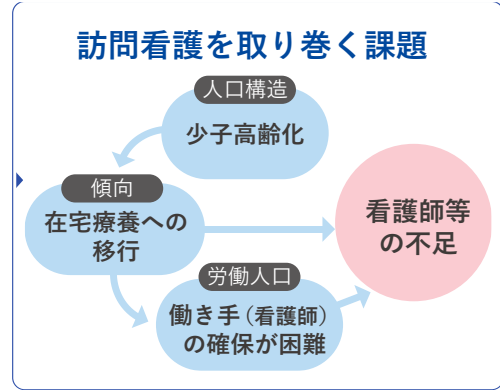 訪問看護を取り巻く課題
人口構造
少子高齢化
傾向
在宅療養への
移行
看護師等
の不足
労働人口
働き手（看護師）
の確保が困難